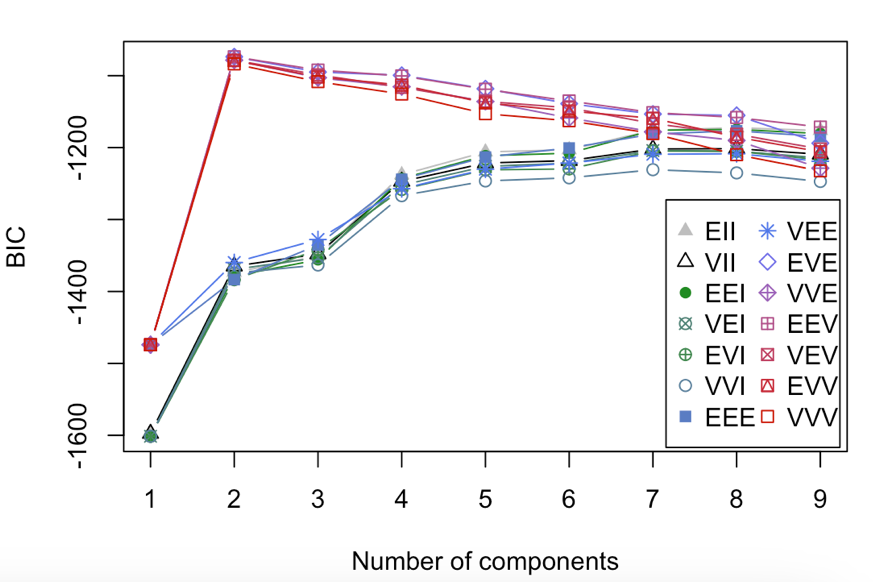 BIC
-1200
-1400
-1600
EII VEE
VII EVE
EEI VVE
VEI EEV
EVI VEV
VVI EVV
EEE VVV
1 2 3 4 5 6 7 8 9
Number of components